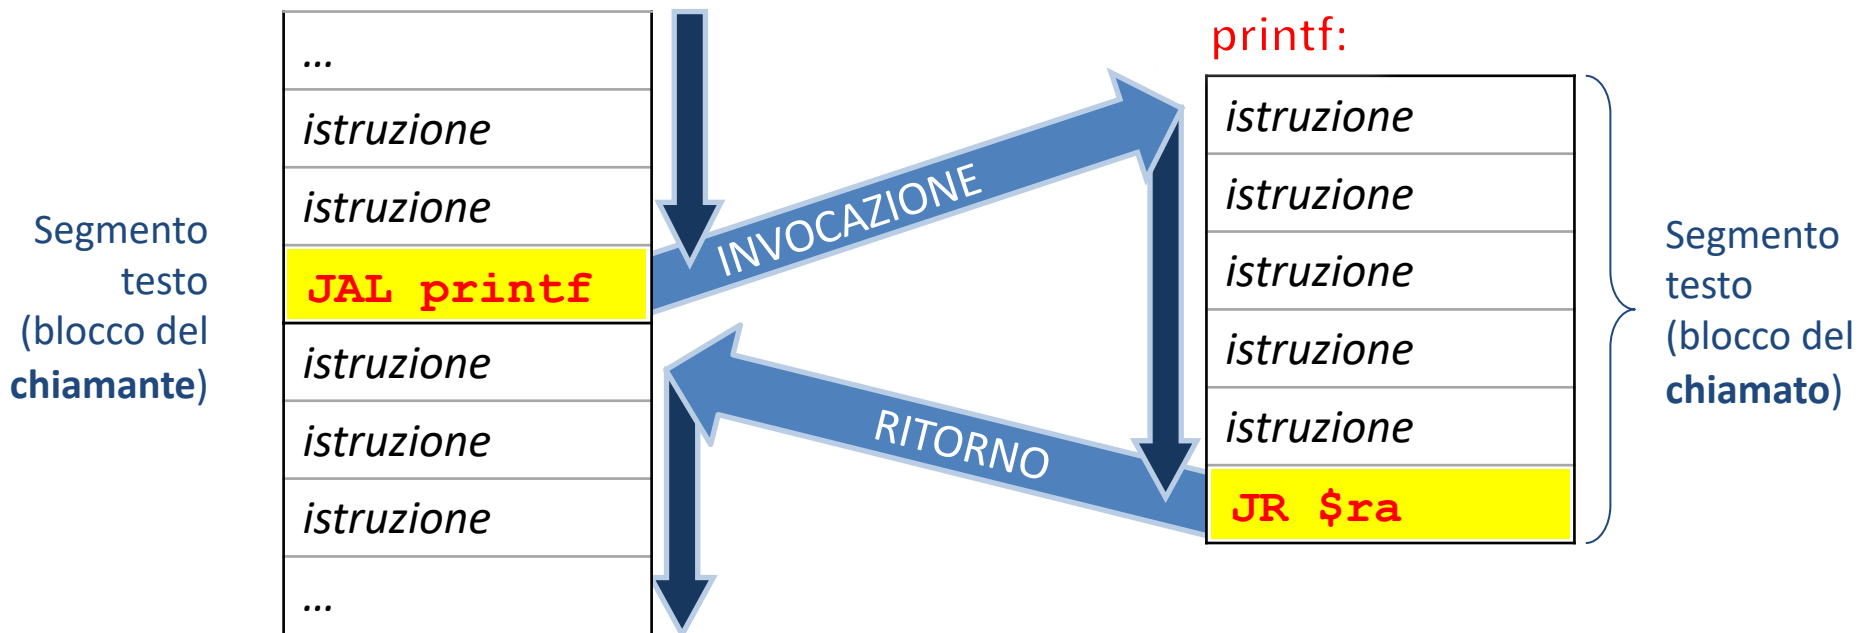 Segmento
testo
(blocco del
chiamante)
...
istruzione
istruzione
JAL printf
istruzione
istruzione
istruzione
...
INVOCAZIONE
RITORNO
printf:
istruzione
istruzione
istruzione
istruzione
istruzione
JR $ra
Segmento
testo
(blocco del
chiamato)